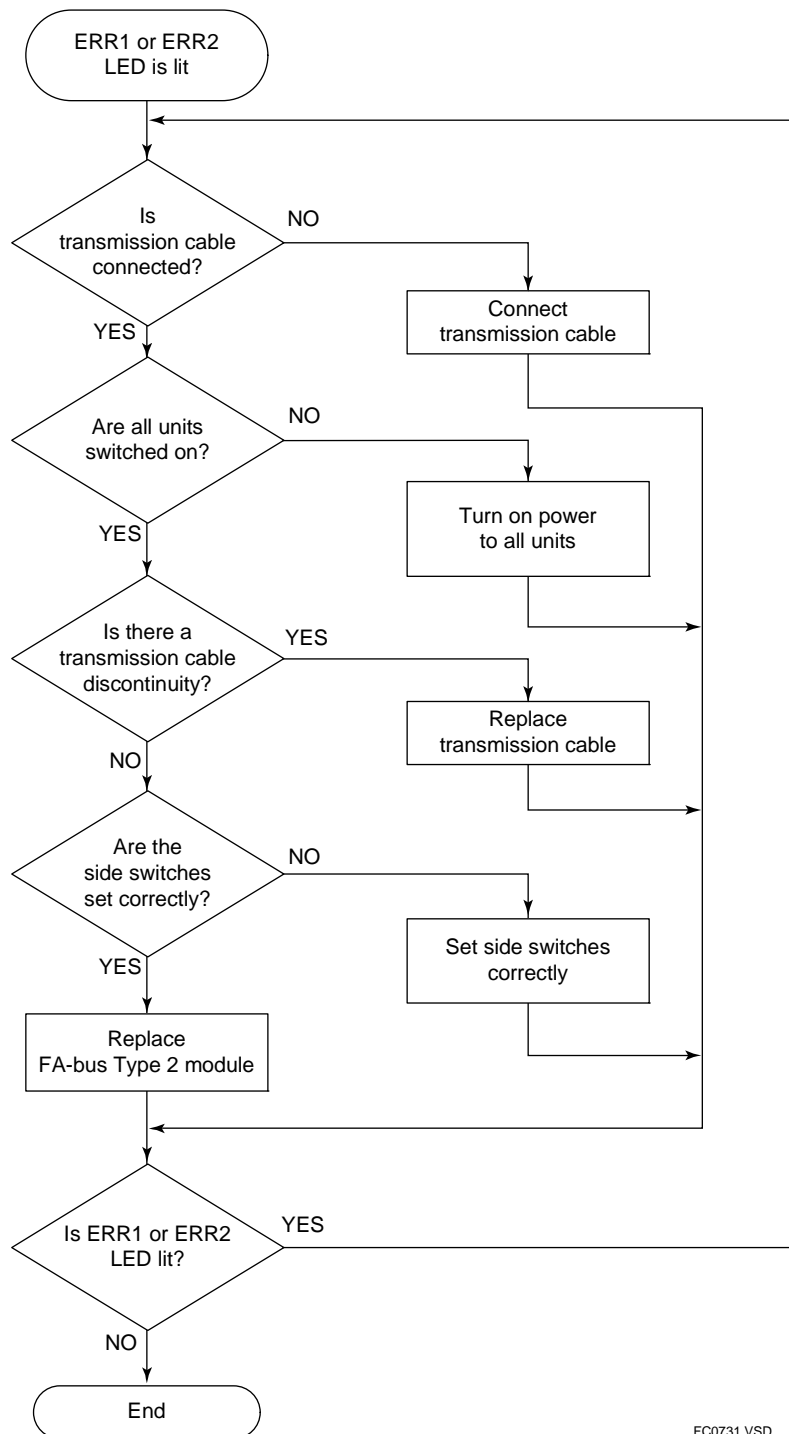 ERR1 or ERR2
LED is lit
Is
transmission cable
connected?
NO
YES
Connect
transmission cable
Are all units
switched on?
NO
YES
Turn on power
to all units
Is there a
transmission cable
discontinuity?
YES
NO
Replace
transmission cable
Are the
side switches
set correctly?
NO
YES
Set side switches
correctly
Replace
FA-bus Type 2 module
Is ERR1 or ERR2
LED lit?
YES
NO
End
FC0731.VSD